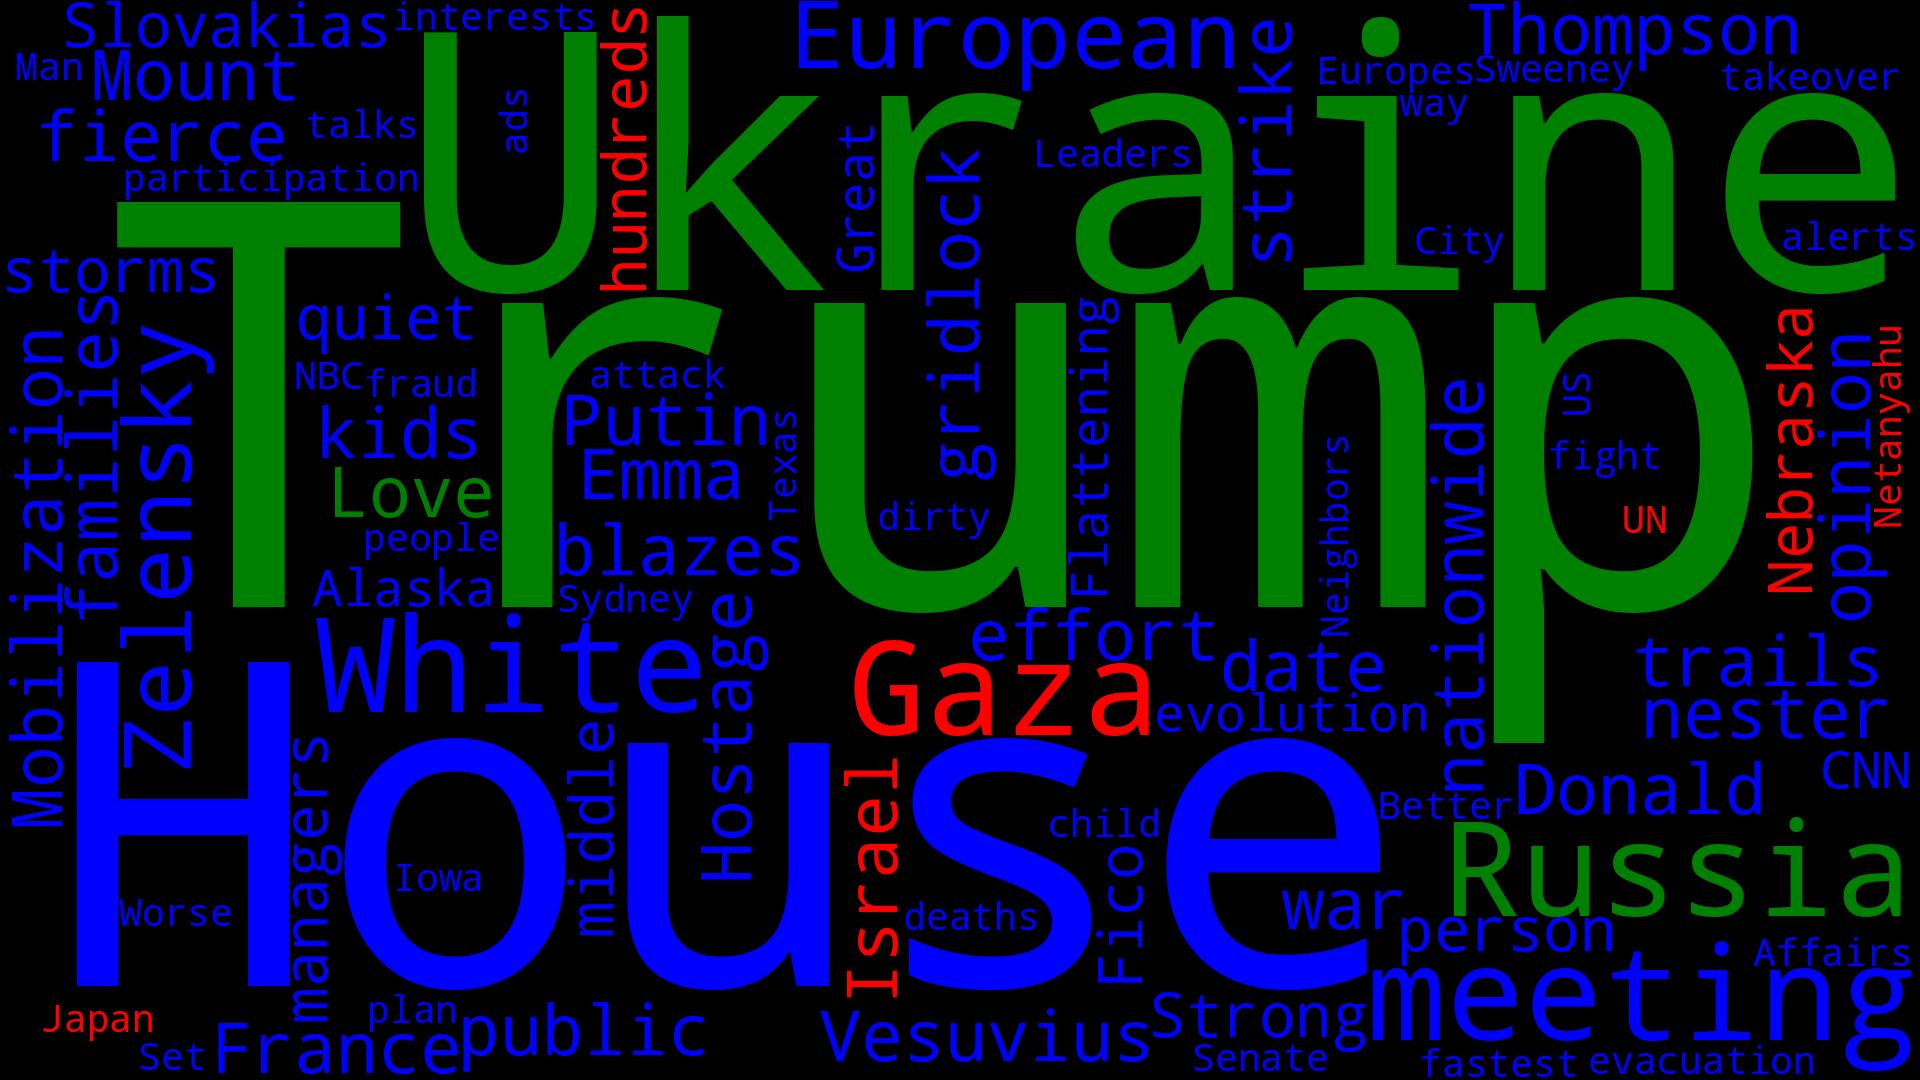 Slovakias
interests
European
Thompson
Man
Mount
Ukraine
hundreds
strike
Europes
Sweeney
takeover
way
ads
fierce
talks
Great
gridlock
Leaders
participation
City
alerts
Trump
storms
families
Mobilization
Zelensky
quiet
NBC
fraud
attack
kids
Putin
Texas
Love
Emma
people
blazes
Alaska
Sydney
dirty
Flattening
Neighbors
nationwide
US
fight
UN
Nebraska
opinion
Netanyahu
White
Hostage
Gaza
effort
date
evolution
trails
nester
House
managers
middle
Israel
Iowa
Worse
child
deaths
Fico
war
Better
Donald
CNN
Russia
person
Affairs
meeting
Japan
plan
Set
France
public
Vesuvius
Strong
Senate
fastest
evacuation